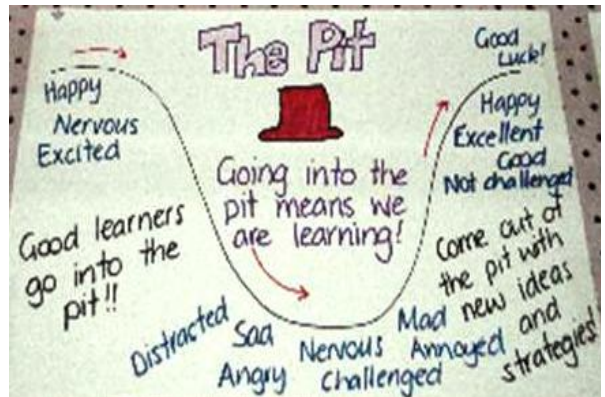 The Pit
Good
Luck!
Happy
Nervous
Excited
Happy
Excellent
Good
Not challenged
Going into the
pit means we
are learning!
Good learners
go into the
pit!!
Come out of
the pit with
new ideas
and
strategies!
Distracted
Sad
Angry
Nervous
Challenged
Mad
Annoyed